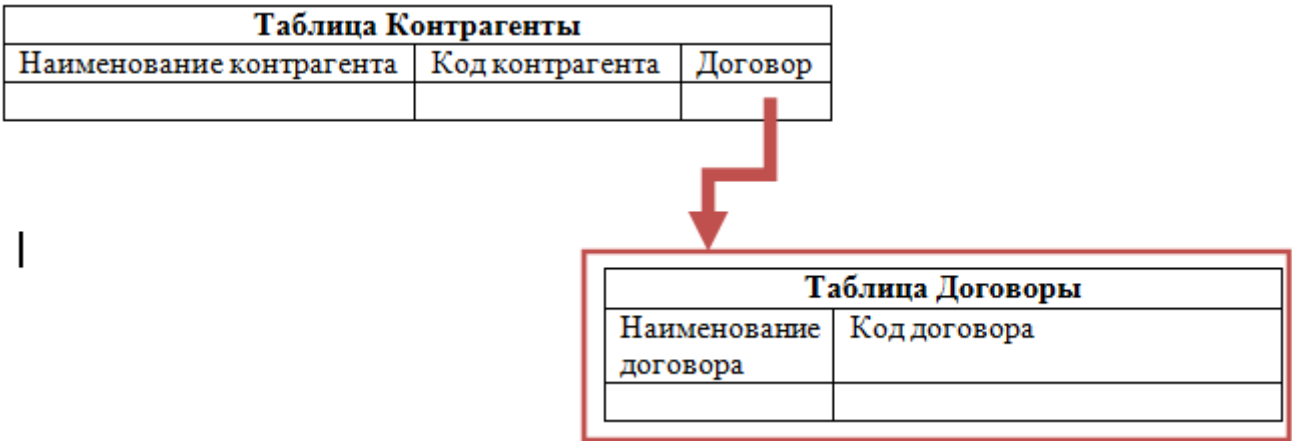 Таблица Контрагенты
Наименование контрагента Код контрагента Договор
Таблица Договоры
Наименование Код договора
договора